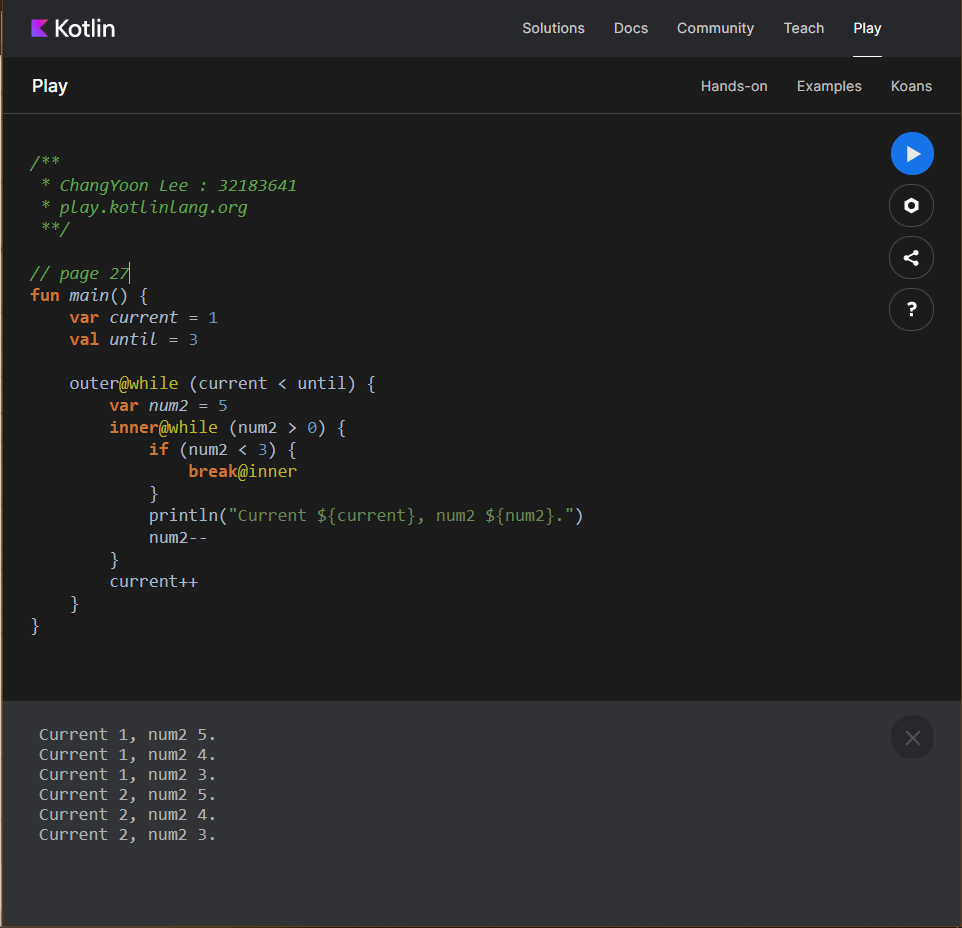 Kotlin
Solutions Docs Community Teach Play
Play
Hands-on Examples Koans
/**
 * ChangYoon Lee : 32183641
 * play.kotlinlang.org
 **/
// page 27
fun main() {
    var current = 1
    val until = 3
    outer@while (current < until) {
        var num2 = 5
        inner@while (num2 > 0) {
            if (num2 < 3) {
                break@inner
            }
            println("Current ${current}, num2 ${num2}.")
            num2--
        }
        current++
    }
}
?
Current 1, num2 5.
Current 1, num2 4.
Current 1, num2 3.
Current 2, num2 5.
Current 2, num2 4.
Current 2, num2 3.